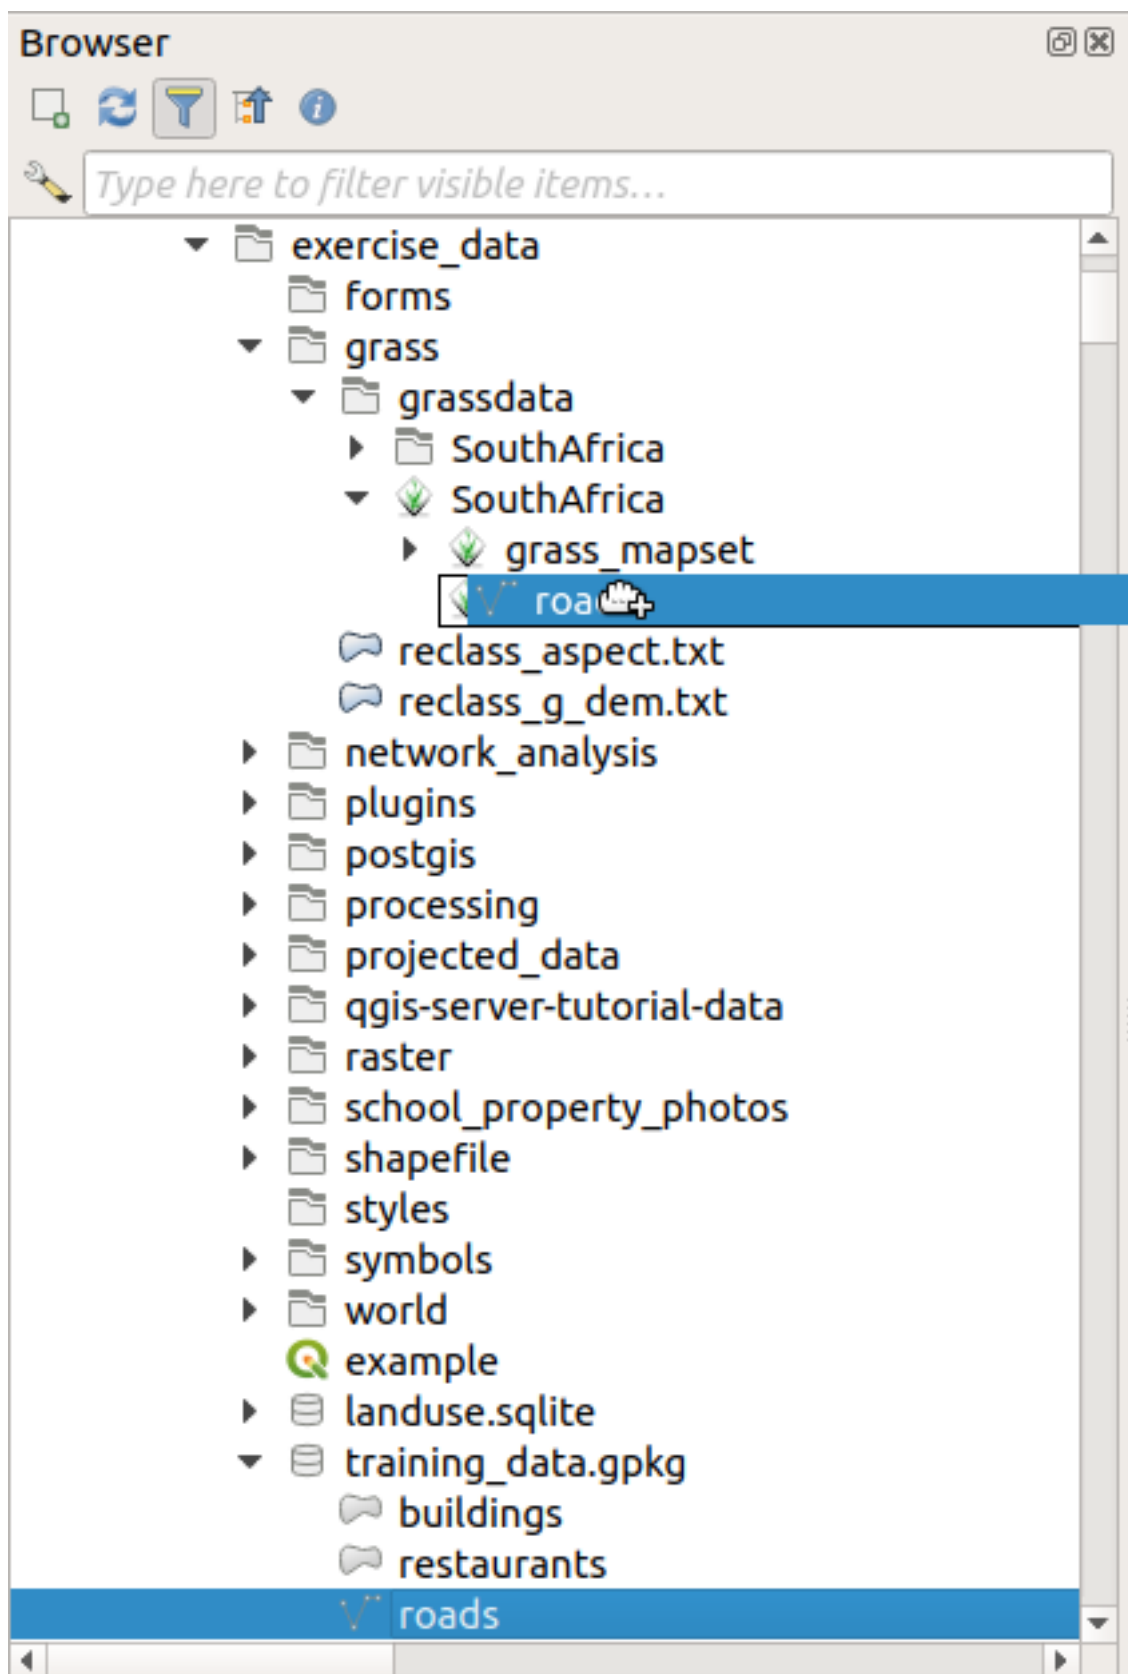 Browser
Type here to filter visible items...
exercise_data
forms
grass
grassdata
SouthAfrica
SouthAfrica
grass_mapset
reclass_aspect.txt
reclass_g_dem.txt
network_analysis
plugins
postgis
processing
projected_data
qgis-server-tutorial-data
raster
school_property_photos
shapefile
styles
symbols
world
example
landuse.sqlite
training_data.gpkg
buildings
restaurants
roads